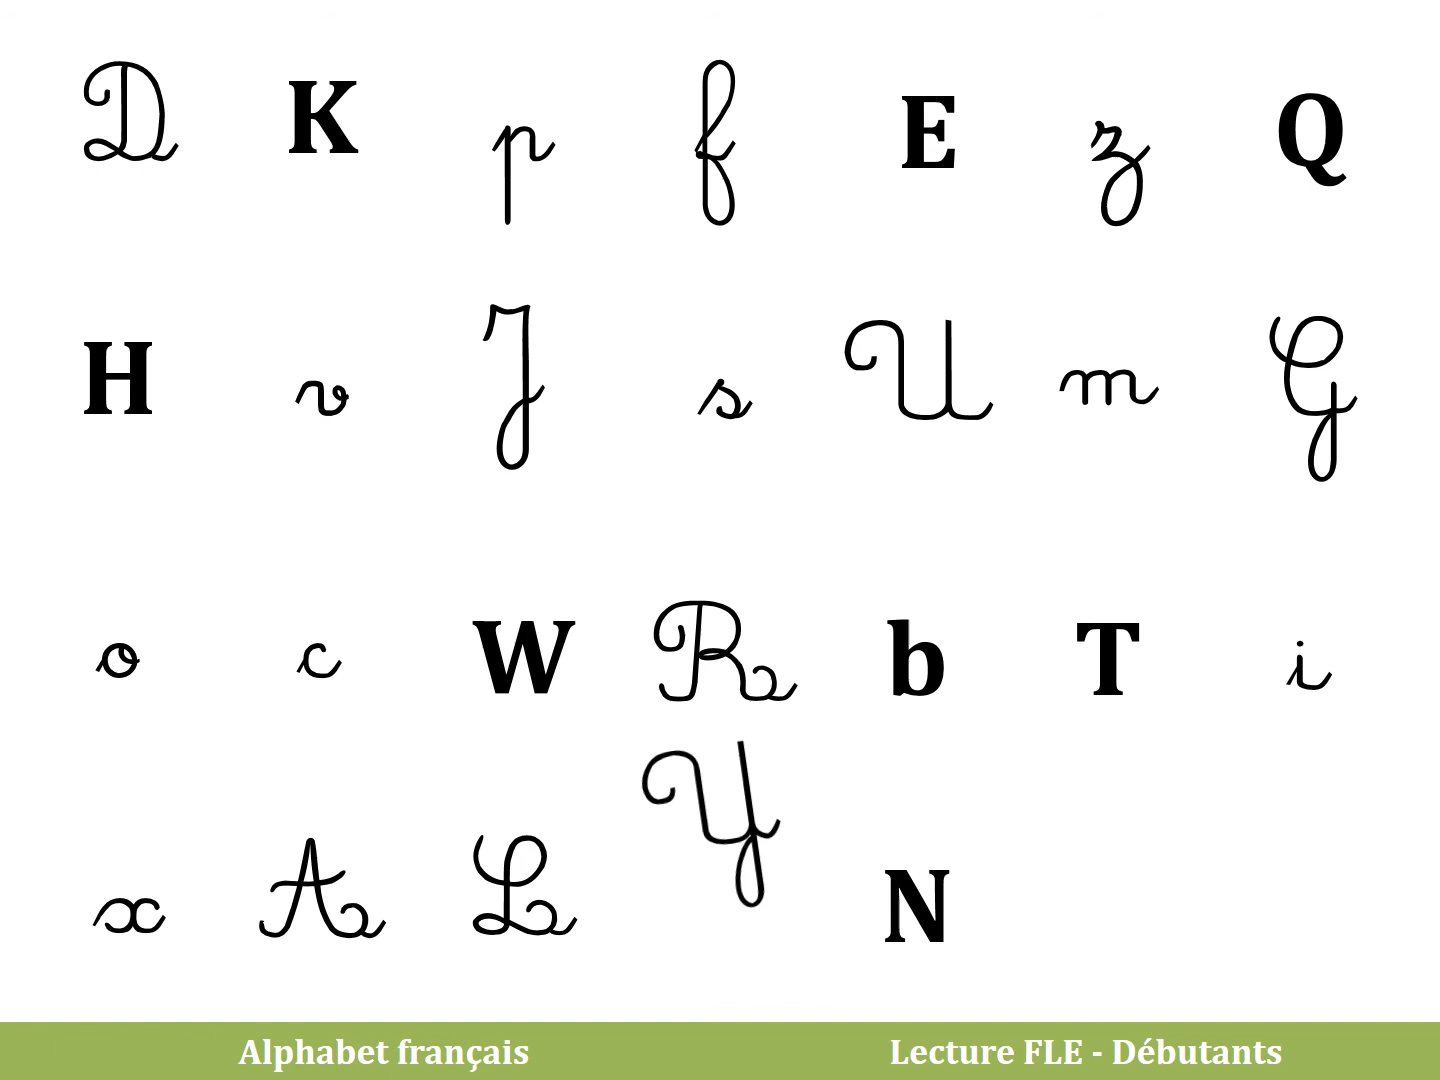 D K p f E z Q
H v J s U m G
o c W R b T i
x A L Y N
Alphabet français Lecture FLE - Débutants